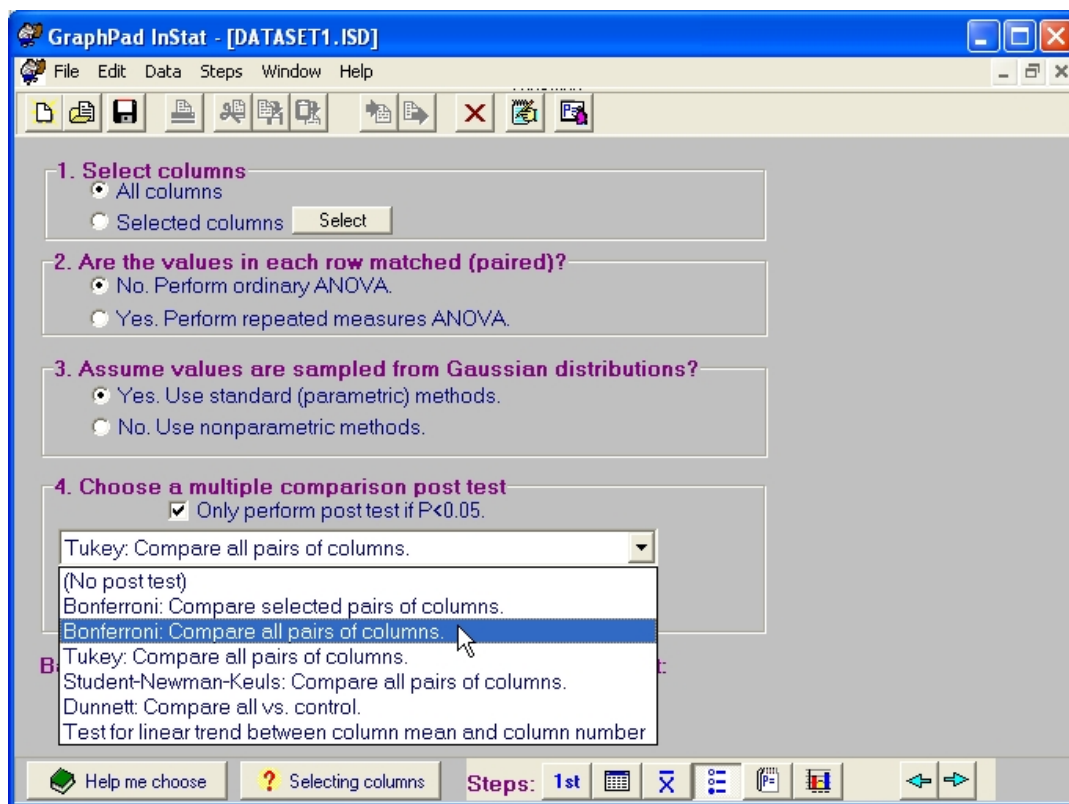 GraphPad InStat - [DATASET1.ISD]
File Edit Data Steps Window Help
1. Select columns
All columns
Selected columns Select
2. Are the values in each row matched (paired)?
No. Perform ordinary ANOVA.
Yes. Perform repeated measures ANOVA.
3. Assume values are sampled from Gaussian distributions?
Yes. Use standard (parametric) methods.
No. Use nonparametric methods.
4. Choose a multiple comparison post test
Only perform post test if P<0.05.
Tukey: Compare all pairs of columns.
(No post test)
Bonferroni: Compare selected pairs of columns.
Bonferroni: Compare all pairs of columns.
Tukey: Compare all pairs of columns.
Student-Newman-Keuls: Compare all pairs of columns.
Dunnett: Compare all vs. control.
Test for linear trend between column mean and column number
Help me choose ? Selecting columns Steps: 1st x P=